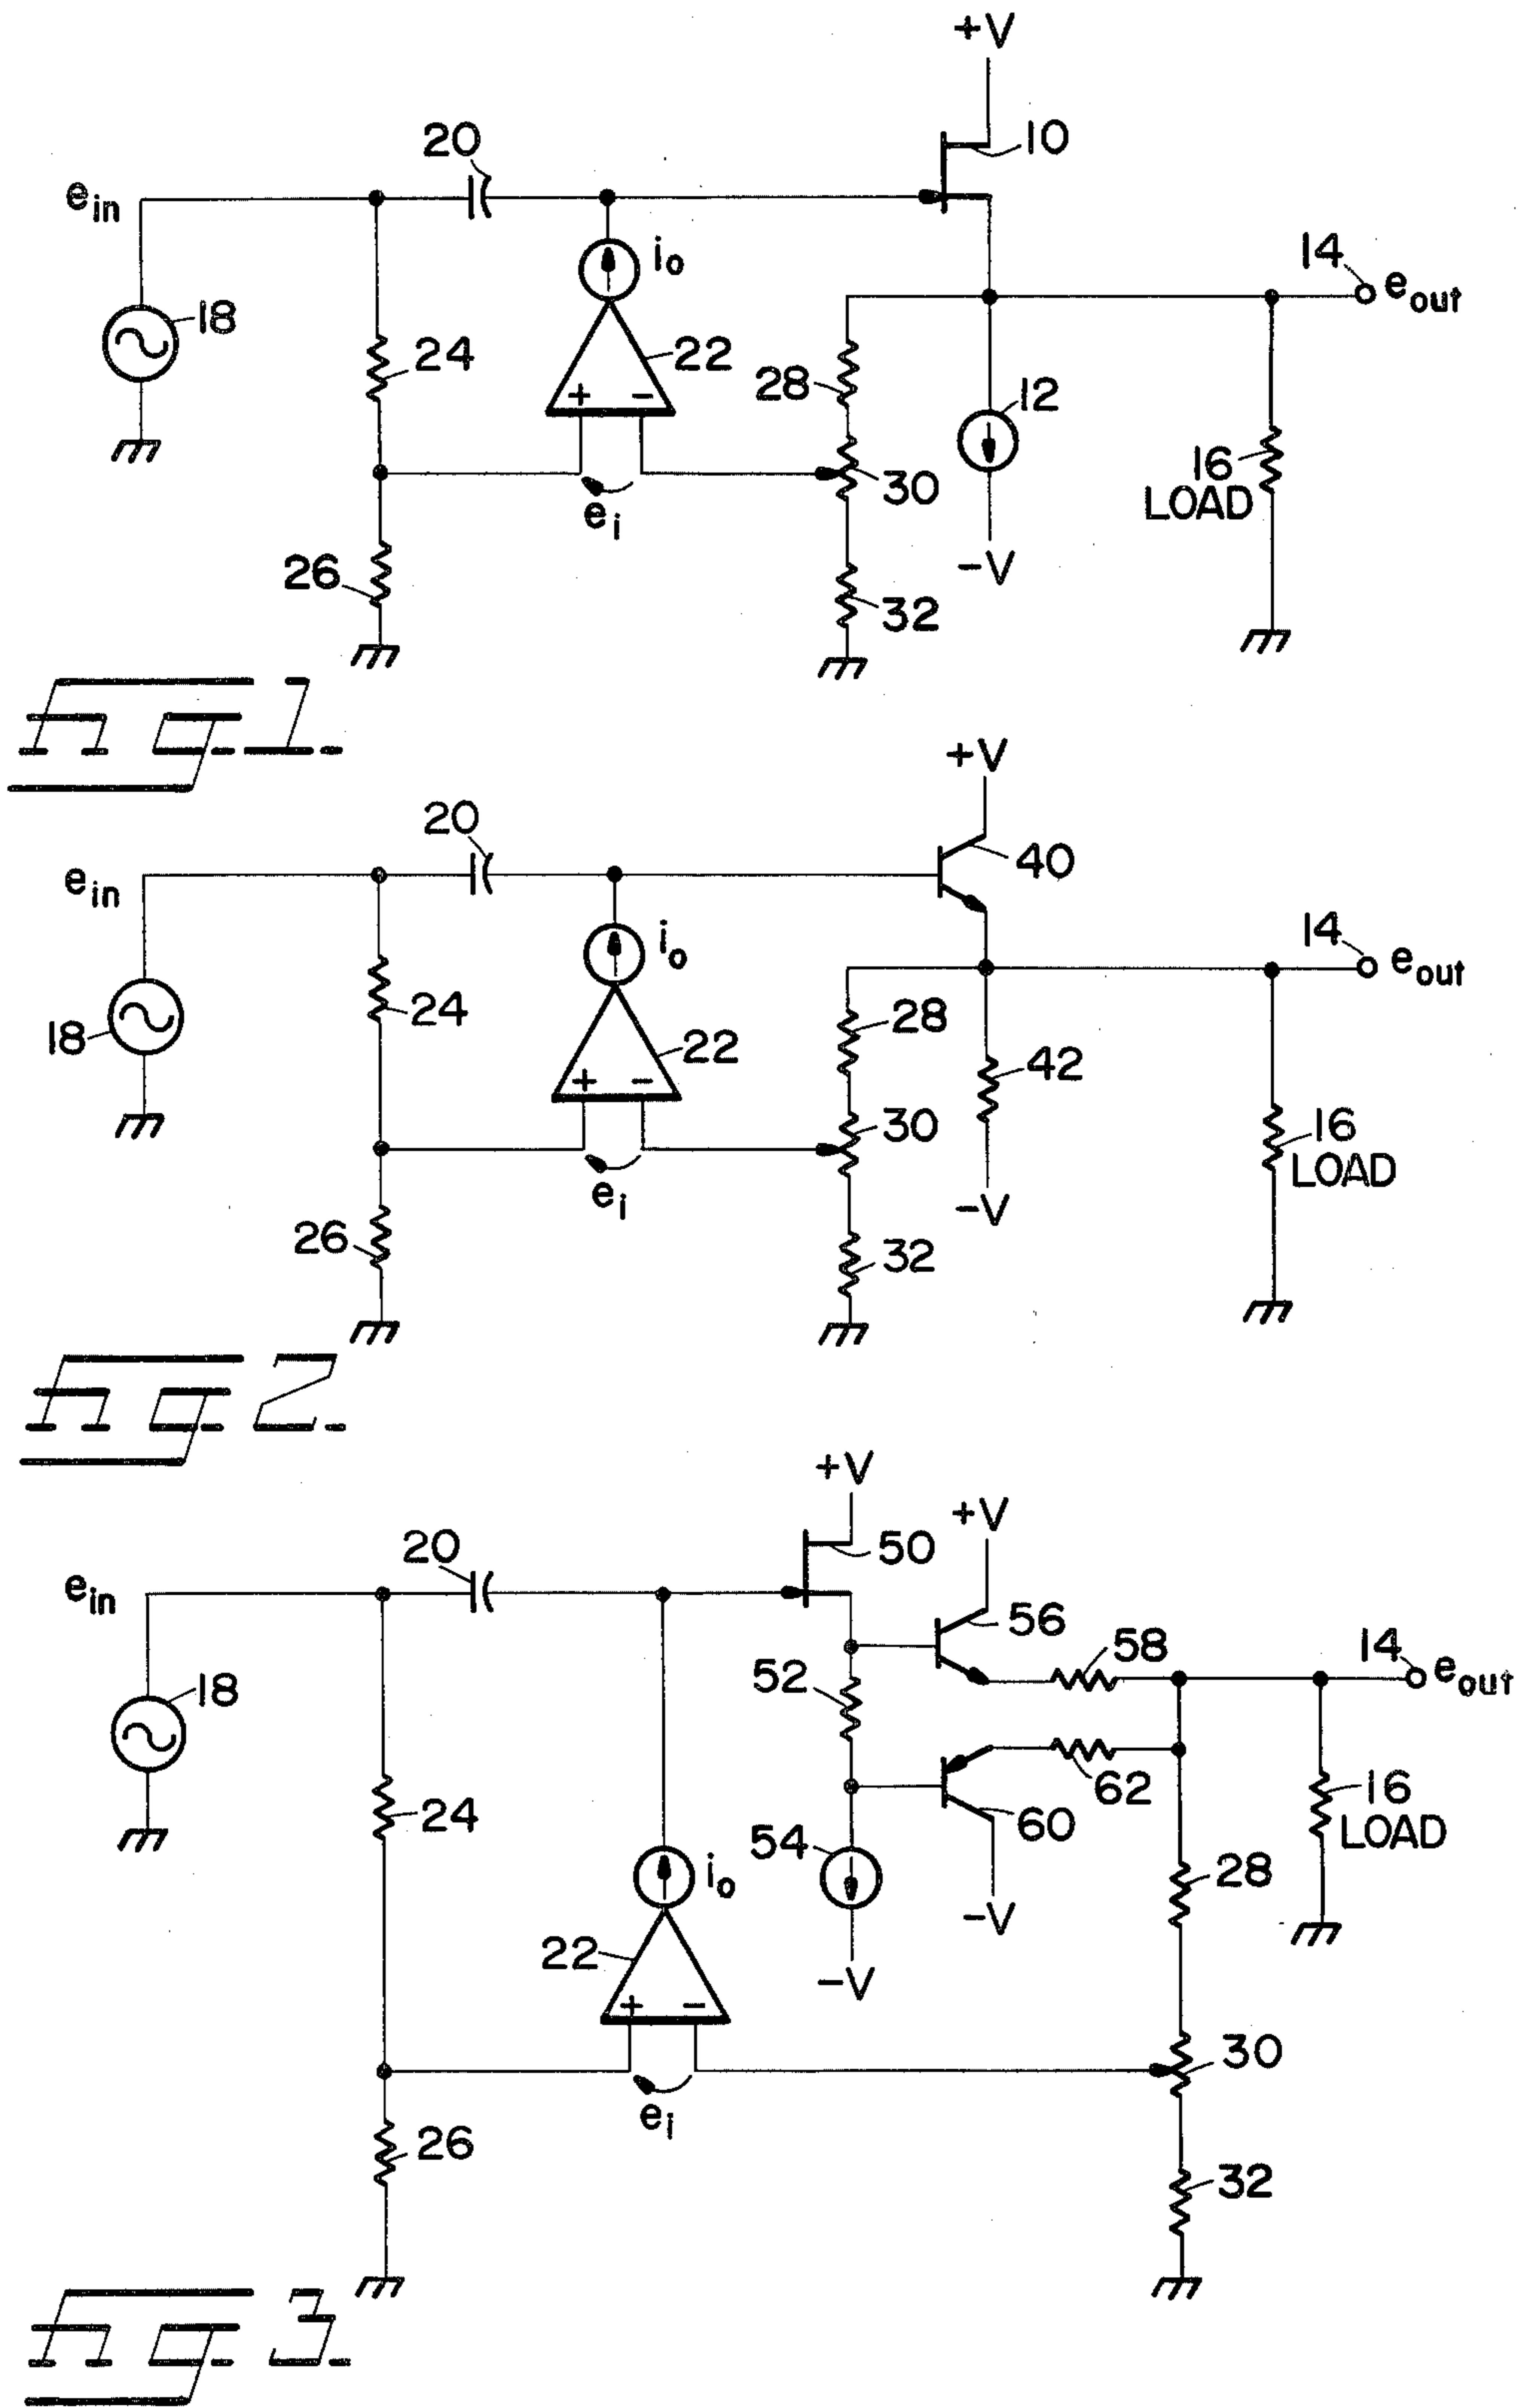 +V
20
10
e_in
i_o
14
e_out
18
24
22
28
12
+ -
16
LOAD
30
e_i
26
-V
32
FIG-1-
+V
20
40
e_in
i_o
14
e_out
18
24
28
22
42
+ -
30
16
LOAD
e_i
-V
26
32
FIG-2-
+V
+V
20
50
e_in
56
58
14
e_out
18
52
62
16
LOAD
24
60
54
28
i_o
-V
22
-V
+ -
30
e_i
26
32
FIG-3-